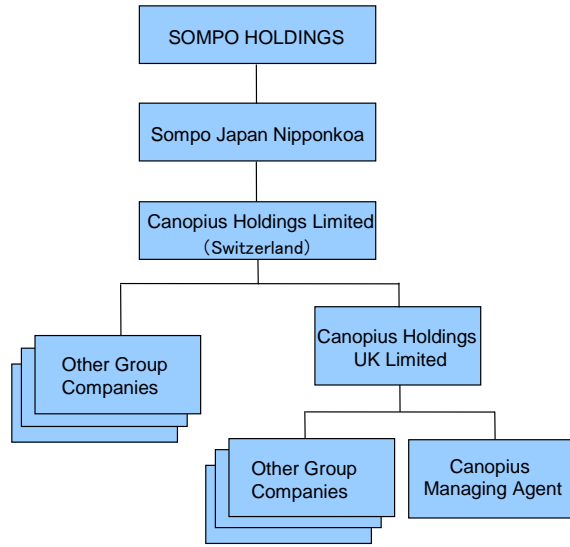 SOMPO HOLDINGS
Sompo Japan Nipponkoa
Canopius Holdings Limited
（Switzerland）
Canopius Holdings
UK Limited
Other Group
Companies
Other Group
Companies
Canopius
Managing Agent